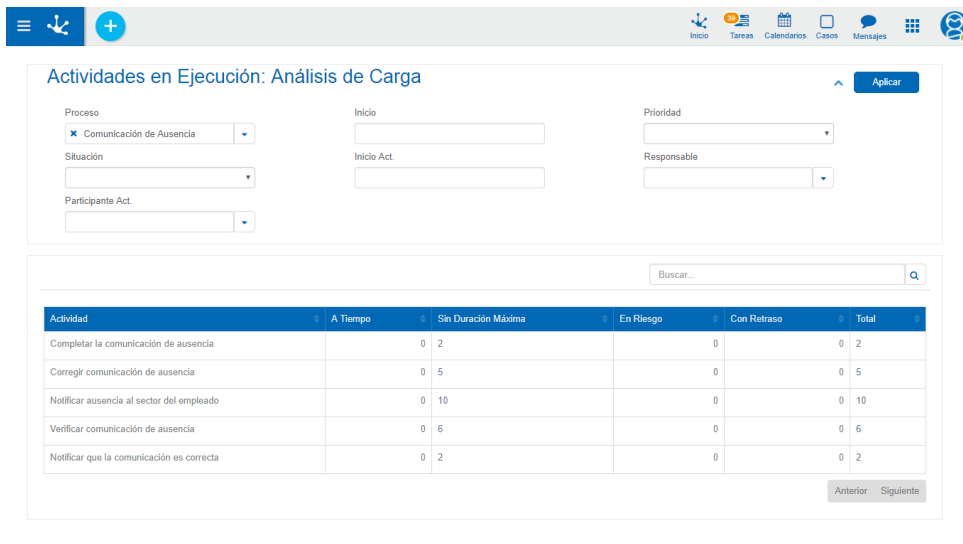 39
Inicio Tareas Calendarios Casos Mensajes
Actividades en Ejecución: Análisis de Carga
Aplicar
Proceso Inicio Prioridad
Comunicación de Ausencia
Situación Inicio Act. Responsable
Participante Act.
Buscar...
Actividad A Tiempo Sin Duración Máxima En Riesgo Con Retraso Total
Completar la comunicación de ausencia 0 2 0 0 2
Corregir comunicación de ausencia 0 5 0 0 5
Notificar ausencia al sector del empleado 0 10 0 0 10
Verificar comunicación de ausencia 0 6 0 0 6
Notificar que la comunicación es correcta 0 2 0 0 2
Anterior Siguiente